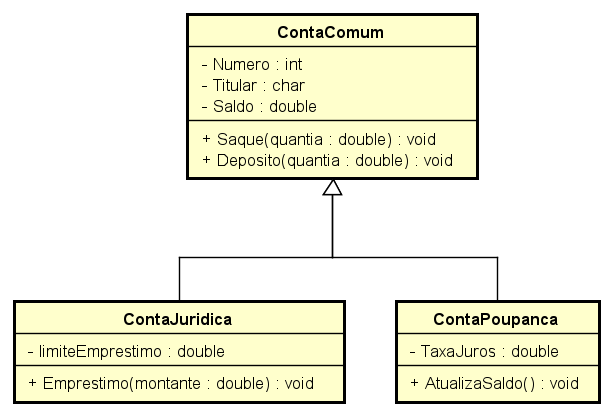 ContaComum
- Numero : int
- Titular : char
- Saldo : double
+ Saque(quantia : double) : void
+ Deposito(quantia : double) : void
ContaJuridica
- limiteEmprestimo : double
+ Emprestimo(montante : double) : void
ContaPoupanca
- TaxaJuros : double
+ AtualizaSaldo() : void